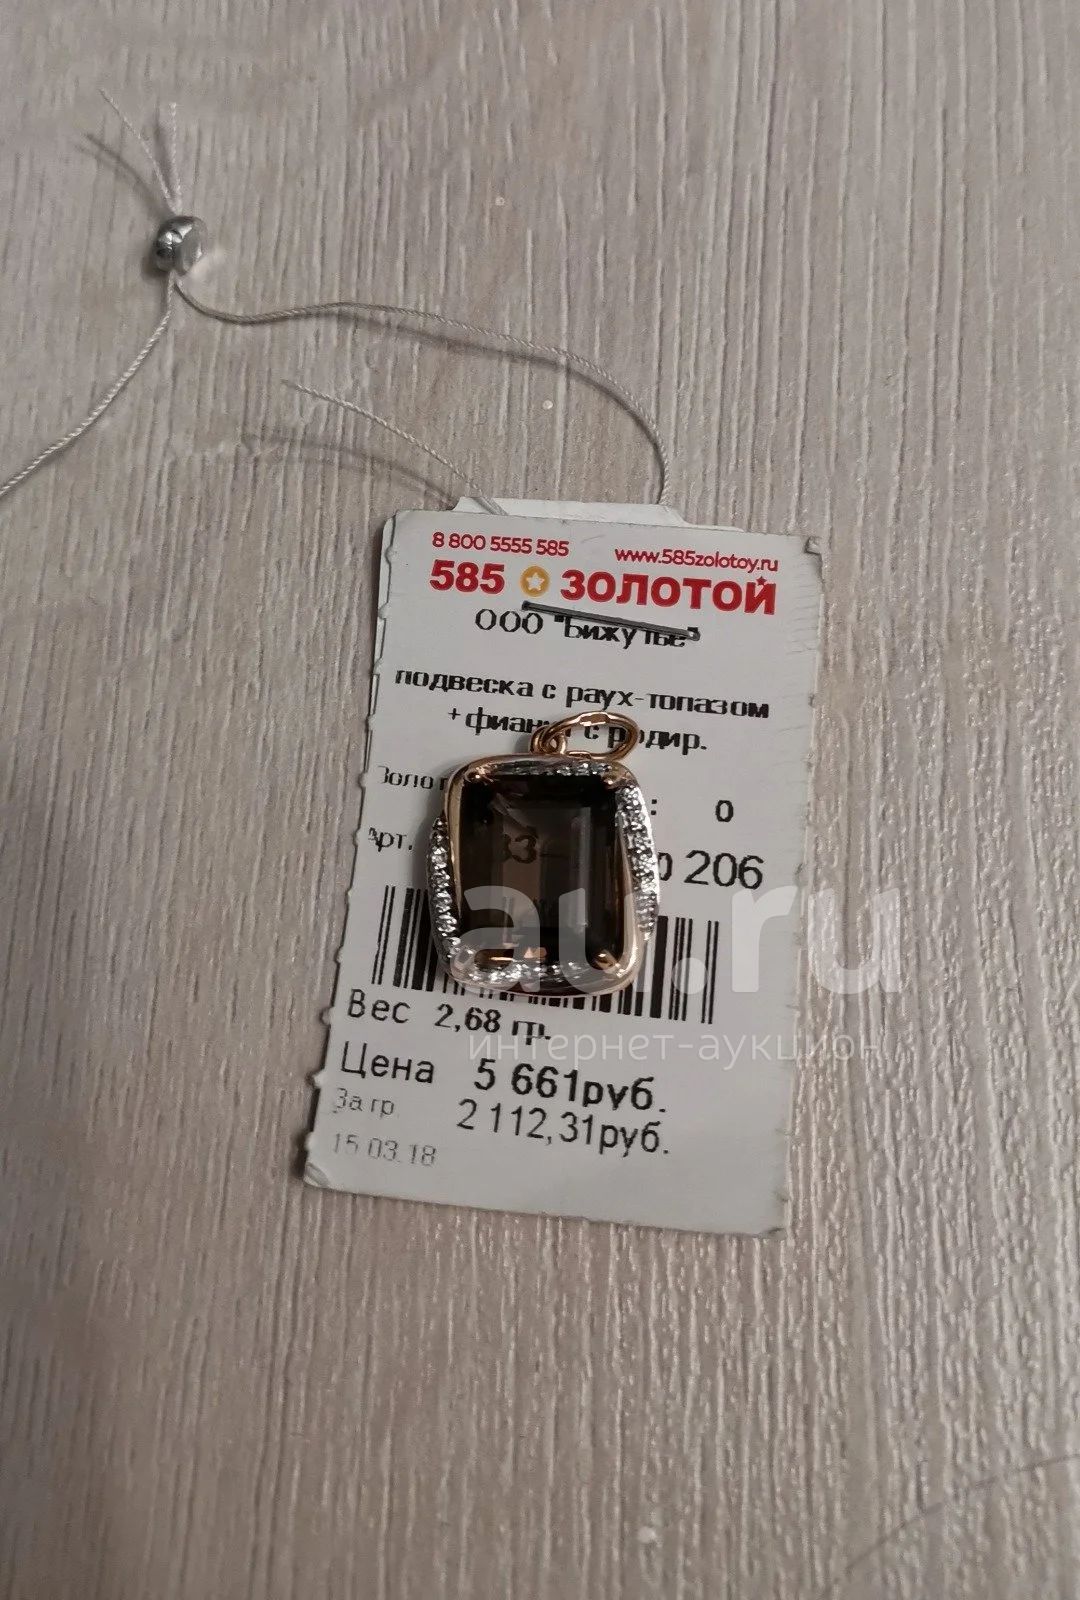 8 800 5555 585 www.585zolotoy.ru
585 ЗОЛОТОЙ
ООО "Бижутье"
подвеска с раух-топазом
+ с родир.
: 0
Арт. 206
Вес 2,68 гр.
Цена 5 661руб.
За гр 2 112,31руб.
15.03.18
au.ru
интернет-аукцион